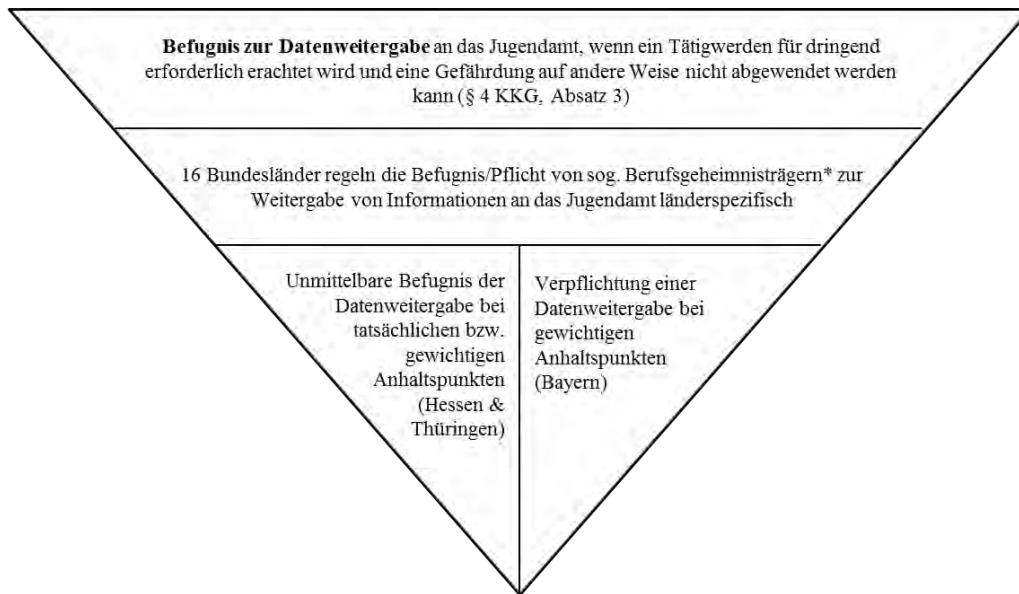 Befugnis zur Datenweitergabe an das Jugendamt, wenn ein Tätigwerden für dringend
erforderlich erachtet wird und eine Gefährdung auf andere Weise nicht abgewendet werden
kann (§ 4 KKG, Absatz 3)
16 Bundesländer regeln die Befugnis/Pflicht von sog. Berufsgeheimnisträgern* zur
Weitergabe von Informationen an das Jugendamt länderspezifisch
Unmittelbare Befugnis der
Datenweitergabe bei
tatsächlichen bzw.
gewichtigen
Anhaltspunkten
(Hessen &
Thüringen)
Verpflichtung einer
Datenweitergabe bei
gewichtigen
Anhaltspunkten
(Bayern)